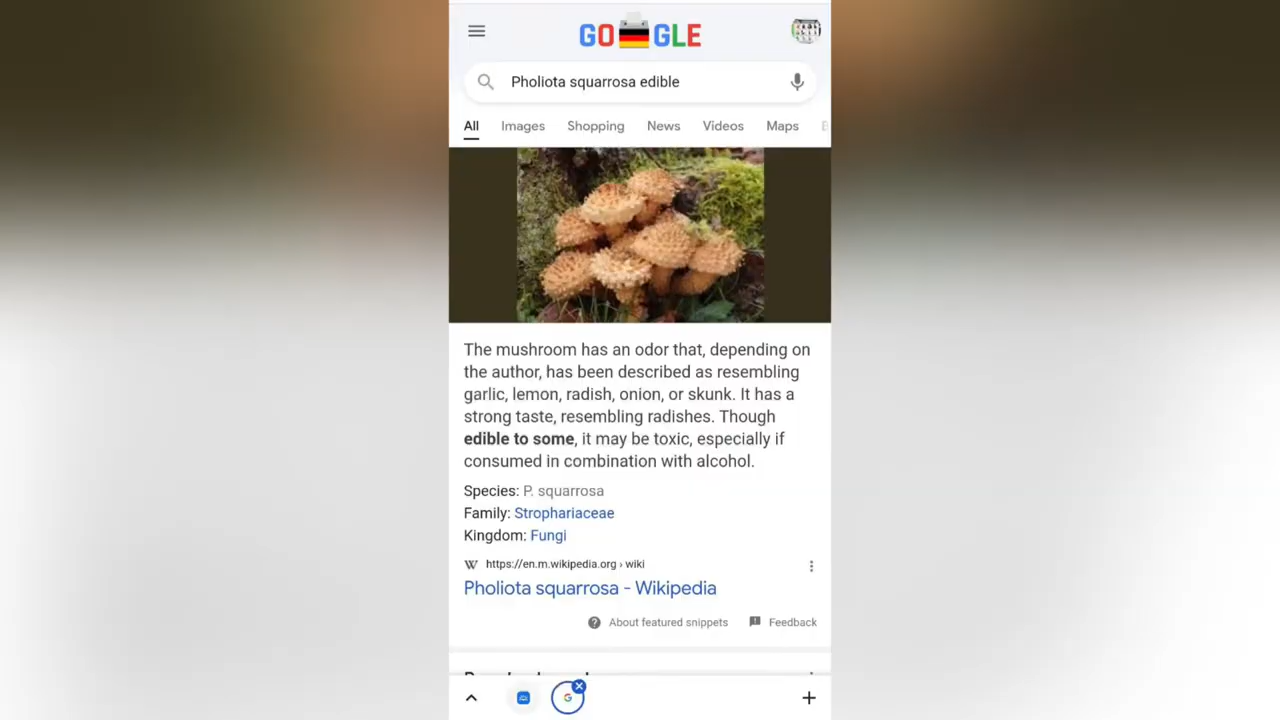 GO GLE
Pholiota squarrosa edible
All Images Shopping News Videos Maps
The mushroom has an odor that, depending on
the author, has been described as resembling
garlic, lemon, radish, onion, or skunk. It has a
strong taste, resembling radishes. Though
edible to some, it may be toxic, especially if
consumed in combination with alcohol.
Species: P. squarrosa
Family: Strophariaceae
Kingdom: Fungi
W https://en.m.wikipedia.org › wiki
Pholiota squarrosa - Wikipedia
About featured snippets Feedback
G